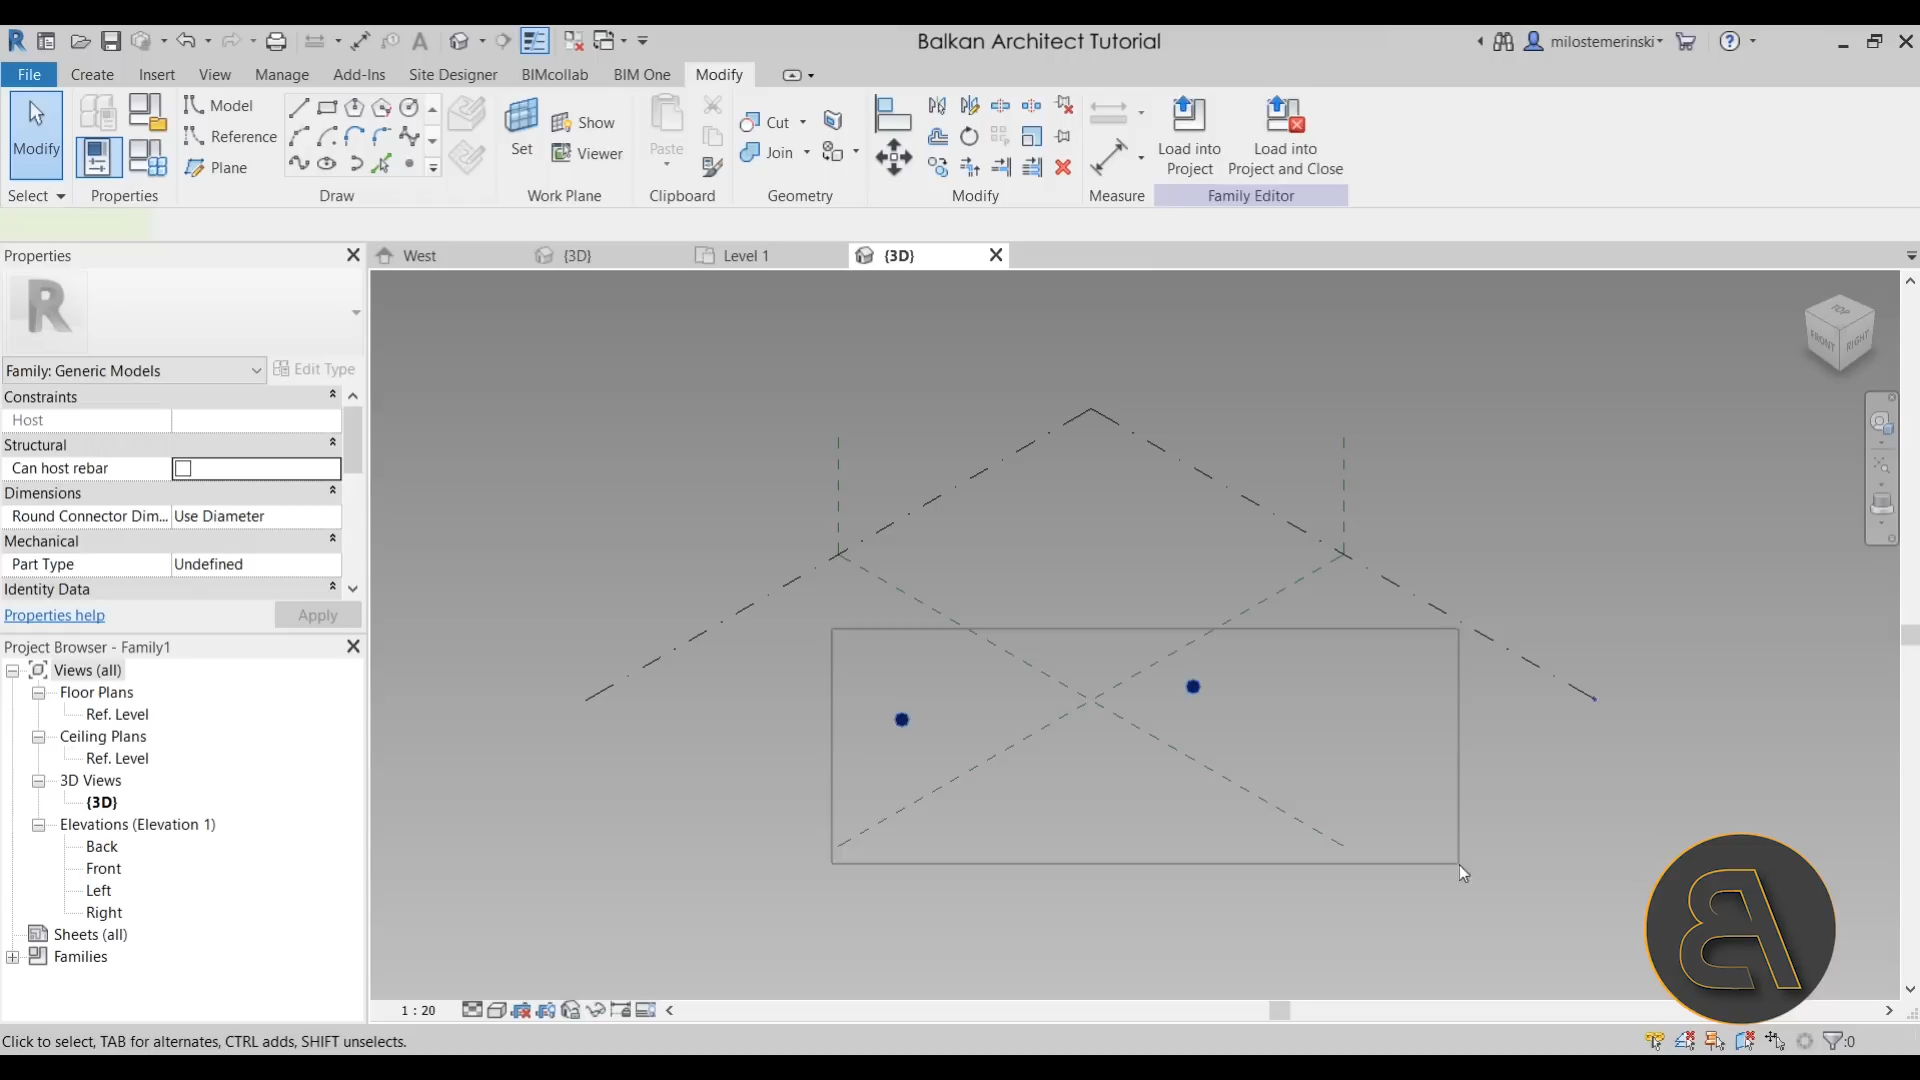 Balkan Architect Tutorial
milostemerinski
File
Create
Insert
View
Manage
Add-Ins
Site Designer
BIMcollab
BIM One
Modify
Modify
Select
Properties
Model
Reference
Plane
Draw
Set
Show
Viewer
Work Plane
Paste
Clipboard
Cut
Join
Geometry
Modify
Measure
Load into
Project
Load into
Project and Close
Family Editor
Properties
West
{3D}
Level 1
{3D}
R
Family: Generic Models
Edit Type
Constraints
Host
Structural
Can host rebar
Dimensions
Round Connector Dim... Use Diameter
Mechanical
Part Type Undefined
Identity Data
Properties help
Apply
Project Browser - Family1
Views (all)
Floor Plans
Ref. Level
Ceiling Plans
Ref. Level
3D Views
{3D}
Elevations (Elevation 1)
Back
Front
Left
Right
Sheets (all)
Families
TOP
FRONT
RIGHT
1 : 20
Click to select, TAB for alternates, CTRL adds, SHIFT unselects.
:0